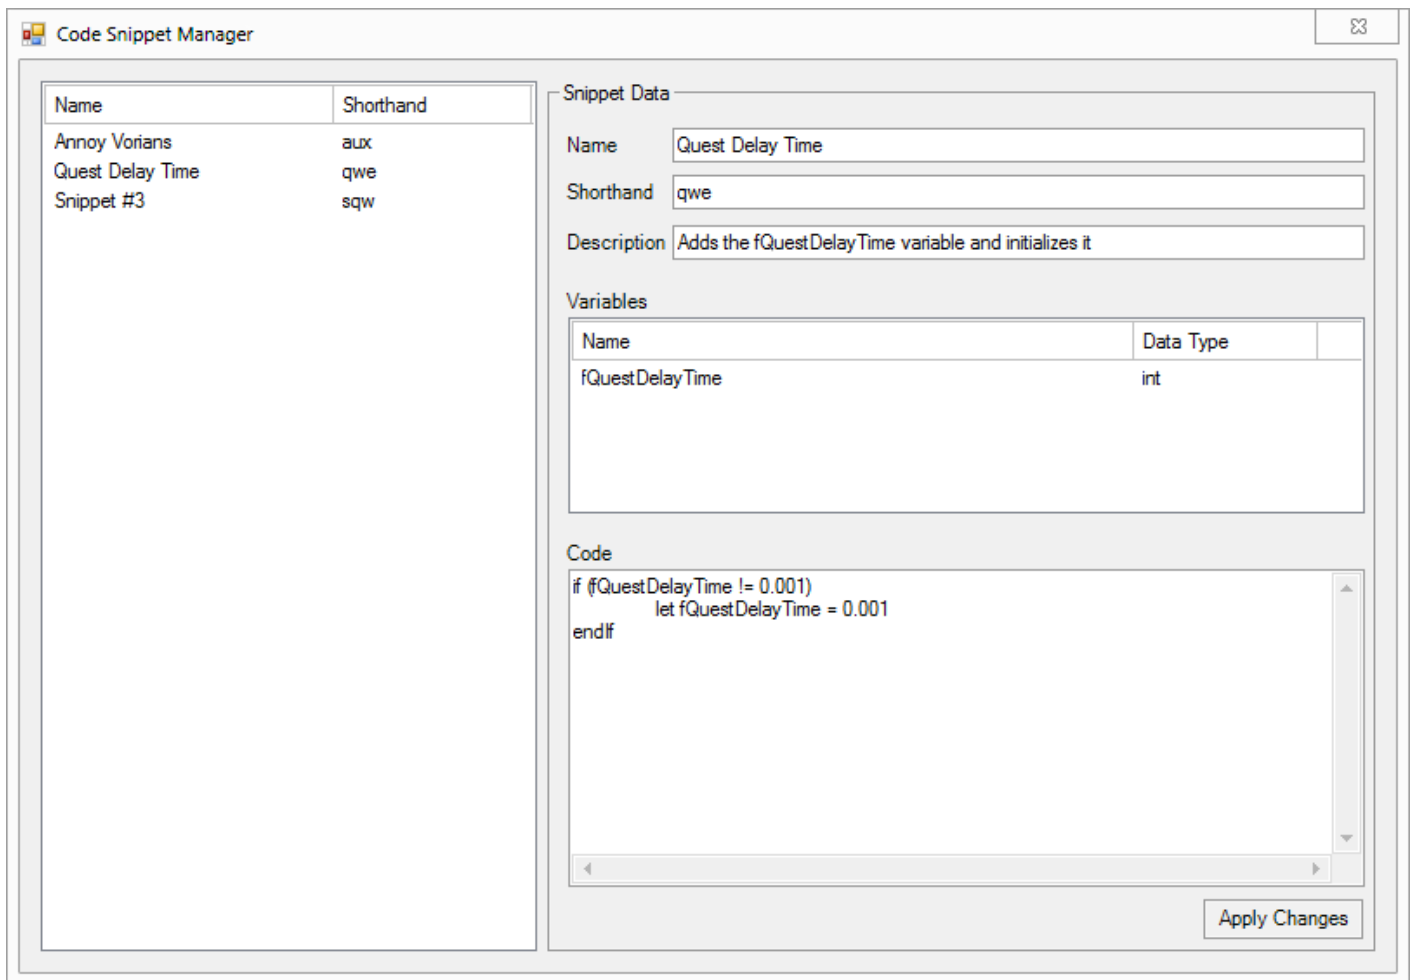 Code Snippet Manager
Name Shorthand
Annoy Vorians aux
Quest Delay Time qwe
Snippet #3 sqw
Snippet Data
Name Quest Delay Time
Shorthand qwe
Description Adds the fQuestDelayTime variable and initializes it
Variables
Name Data Type
fQuestDelayTime int
Code
if (fQuestDelayTime != 0.001)
let fQuestDelayTime = 0.001
endIf
Apply Changes